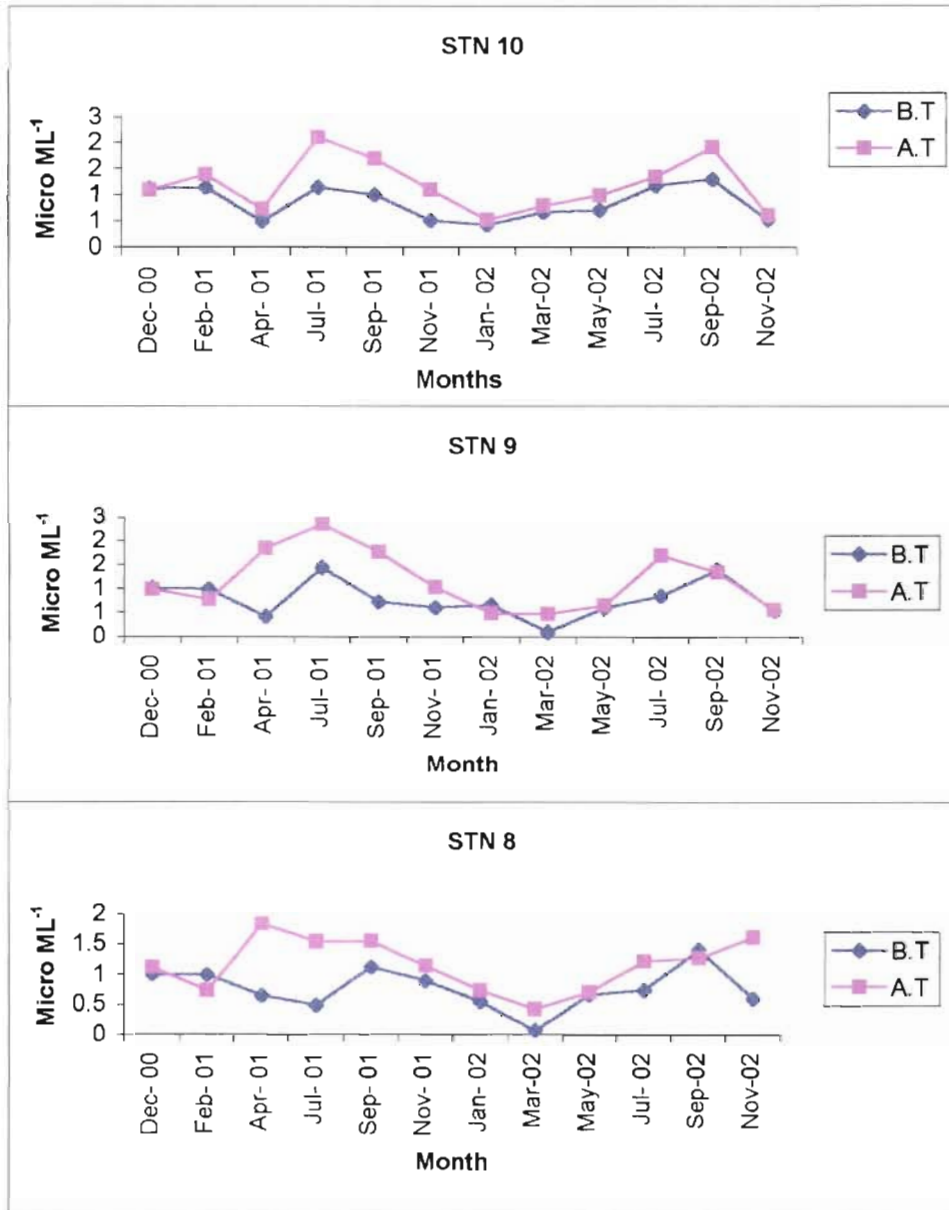 STN 10
3
2
2
1
1
0
Micro ML-1
Dec- 00
Feb- 01
Apr- 01
Jul- 01
Sep- 01
Nov- 01
Jan- 02
Mar-02
May-02
Jul- 02
Sep-02
Nov-02
Months
B.T
A.T
STN 9
3
2
2
1
1
0
Micro ML-1
Dec- 00
Feb- 01
Apr- 01
Jul- 01
Sep- 01
Nov- 01
Jan- 02
Mar-02
May-02
Jul- 02
Sep-02
Nov-02
Month
B.T
A.T
STN 8
2
1.5
1
0.5
0
Micro ML-1
Dec- 00
Feb- 01
Apr- 01
Jul- 01
Sep- 01
Nov- 01
Jan- 02
Mar-02
May-02
Jul- 02
Sep-02
Nov-02
Month
B.T
A.T